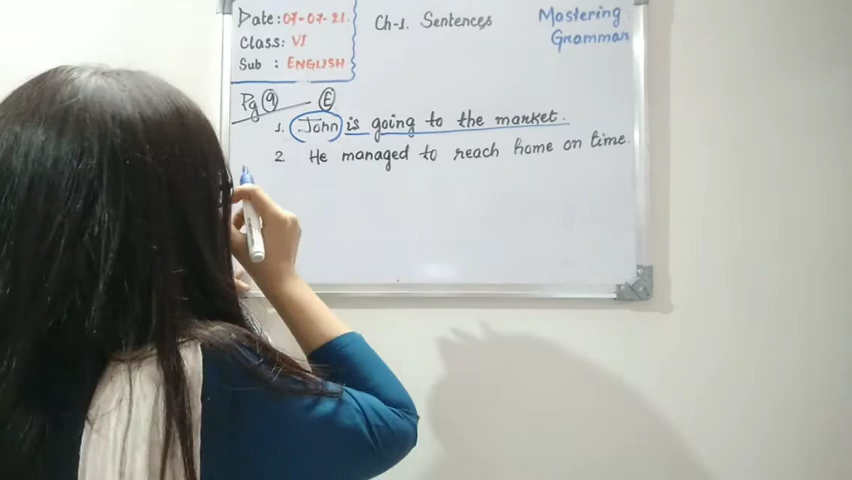 Date: 07-07-21.
Class: VI
Sub : ENGLISH
Ch-1. Sentences
Mastering
Grammar
Pg 9 E
1. John is going to the market.
2. He managed to reach home on time.